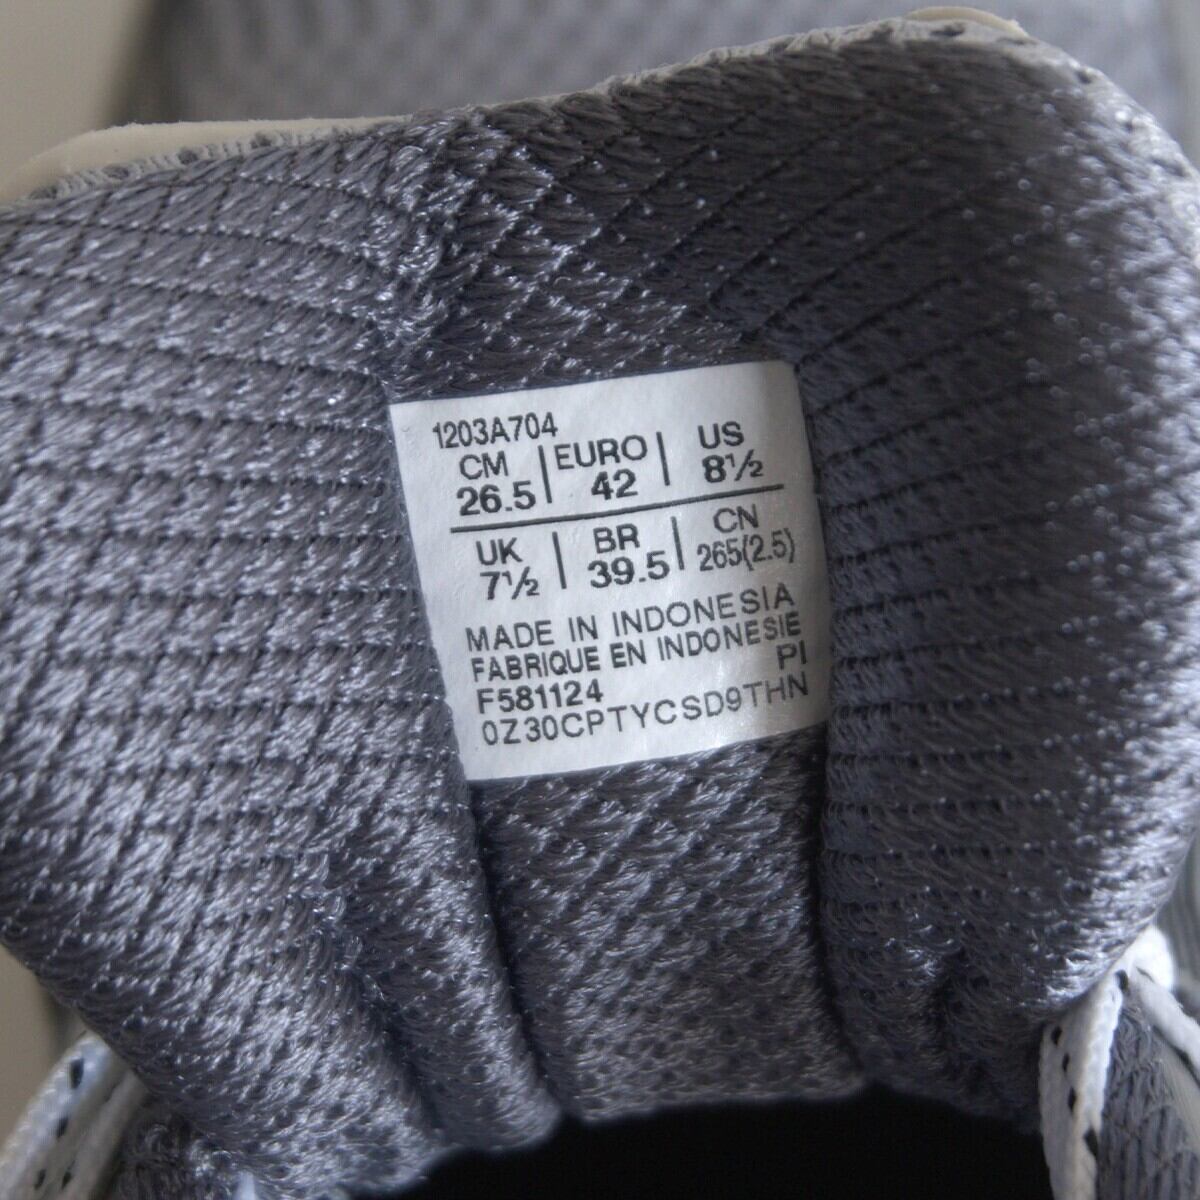 1203A704
CM EURO US
26.5 42 8½
UK BR CN
7½ 39.5 265(2.5)
MADE IN INDONESIA
FABRIQUE EN INDONESIE
PI
F581124
0Z30CPTYCSD9THN